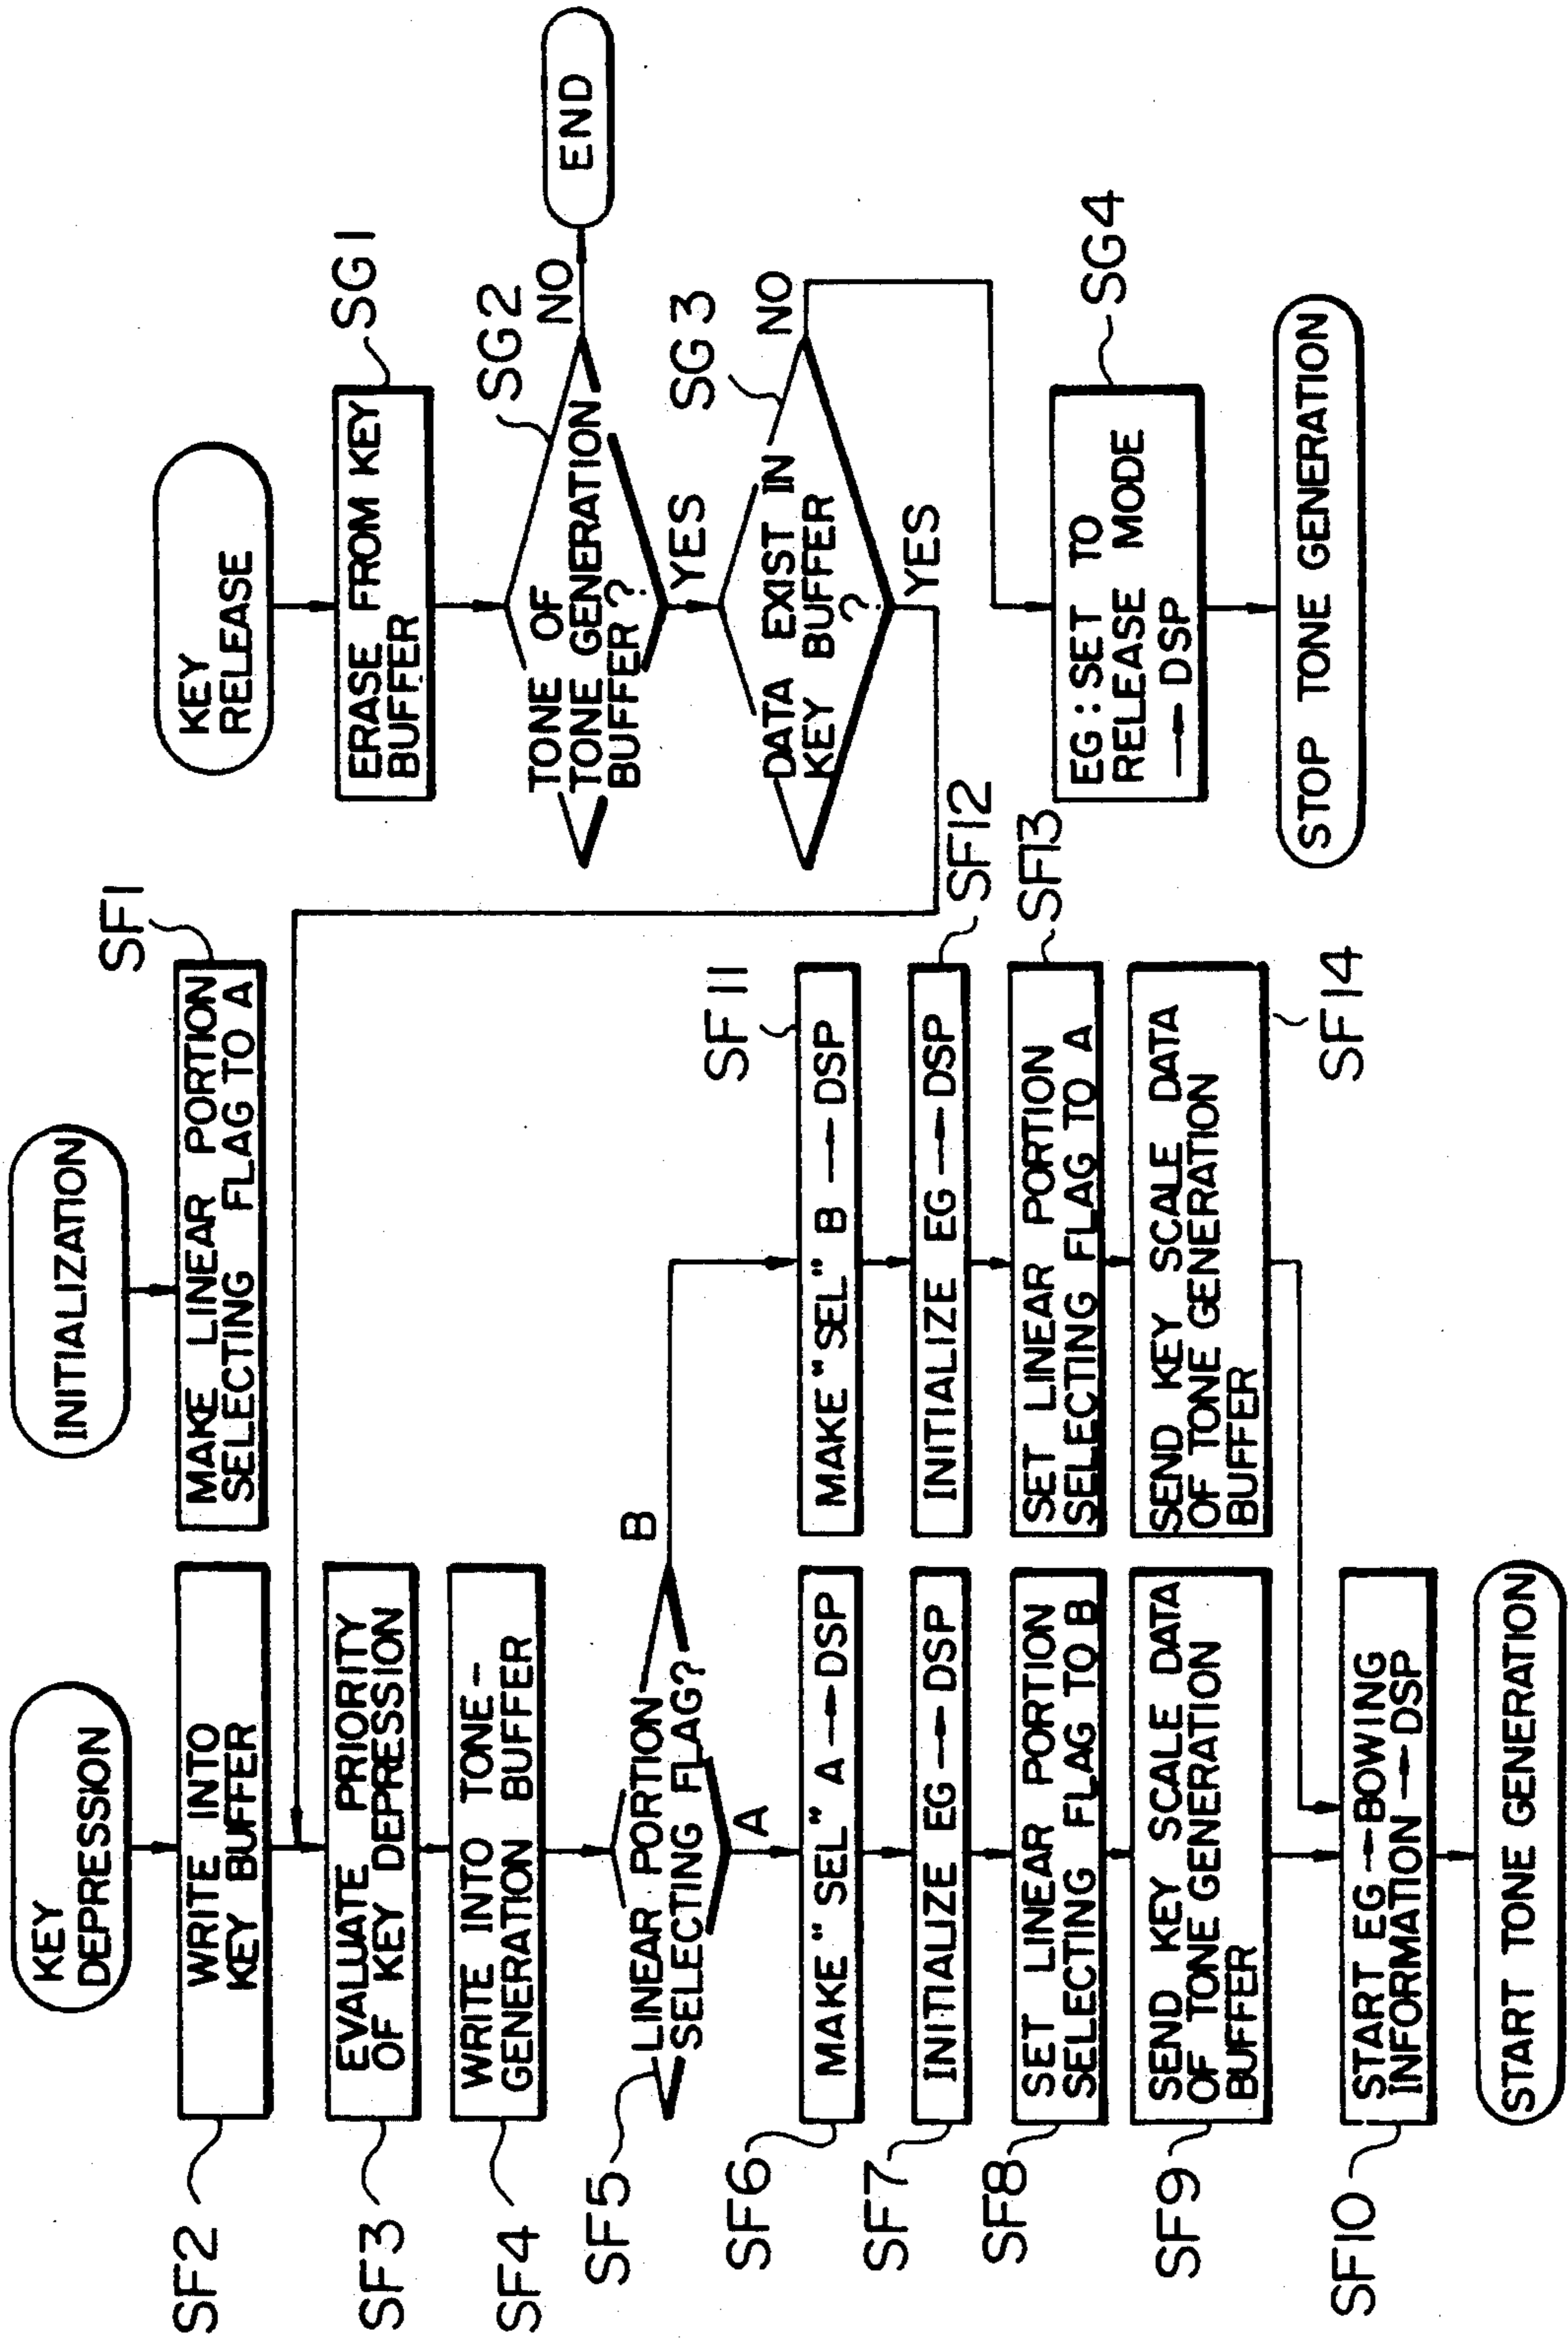 KEY
DEPRESSION
WRITE INTO
KEY BUFFER
SF2
EVALUATE PRIORITY
OF KEY DEPRESSION
SF3
WRITE INTO TONE-
GENERATION BUFFER
SF4
LINEAR PORTION
SELECTING FLAG?
SF5
A
B
MAKE "SEL" A → DSP
SF6
INITIALIZE EG → DSP
SF7
SET LINEAR PORTION
SELECTING FLAG TO B
SF8
SEND KEY SCALE DATA
OF TONE GENERATION
BUFFER
SF9
START EG → BOWING
INFORMATION → DSP
SF10
START TONE GENERATION
INITIALIZATION
MAKE LINEAR PORTION
SELECTING FLAG TO A
SF1
MAKE "SEL" B → DSP
SF11
INITIALIZE EG → DSP
SF12
SET LINEAR PORTION
SELECTING FLAG TO A
SF13
SEND KEY SCALE DATA
OF TONE GENERATION
BUFFER
SF14
KEY
RELEASE
ERASE FROM KEY
BUFFER
SG1
TONE OF
TONE GENERATION
BUFFER?
SG2
NO
END
YES
DATA EXIST IN
KEY BUFFER
?
SG3
NO
YES
EG : SET TO
RELEASE MODE
→ DSP
SG4
STOP TONE GENERATION